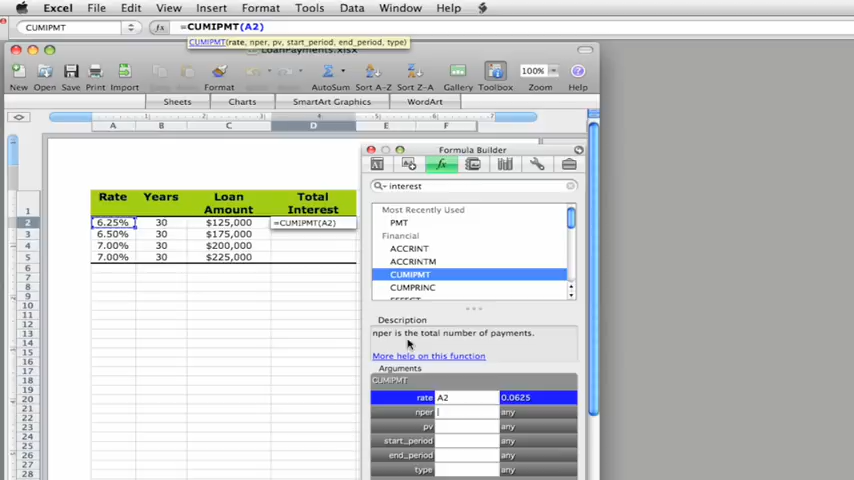 Excel File Edit View Insert Format Tools Data Window Help
CUMIPMT fx =CUMIPMT(A2)
CUMIPMT(rate, nper, pv, start_period, end_period, type)
LoanPayments.xlsx
New Open Save Print Import Format Undo Redo AutoSum Sort A-Z Sort Z-A Gallery Toolbox 100% Zoom Help
Sheets Charts SmartArt Graphics WordArt
A B C D E F
Formula Builder
fx
interest
1 Rate Years Loan Amount Total Interest
2 6.25% 30 $125,000 =CUMIPMT(A2)
3 6.50% 30 $175,000
4 7.00% 30 $200,000
5 7.00% 30 $225,000
6
7
8
9
10
11
12
13
14
15
16
17
18
19
20
21
22
23
24
25
26
27
28
Most Recently Used
PMT
Financial
ACCRINT
ACCRINTM
CUMIPMT
CUMPRINC
Description
nper is the total number of payments.
More help on this function
Arguments
CUMIPMT
rate A2 0.0625
nper any
pv any
start_period any
end_period any
type any